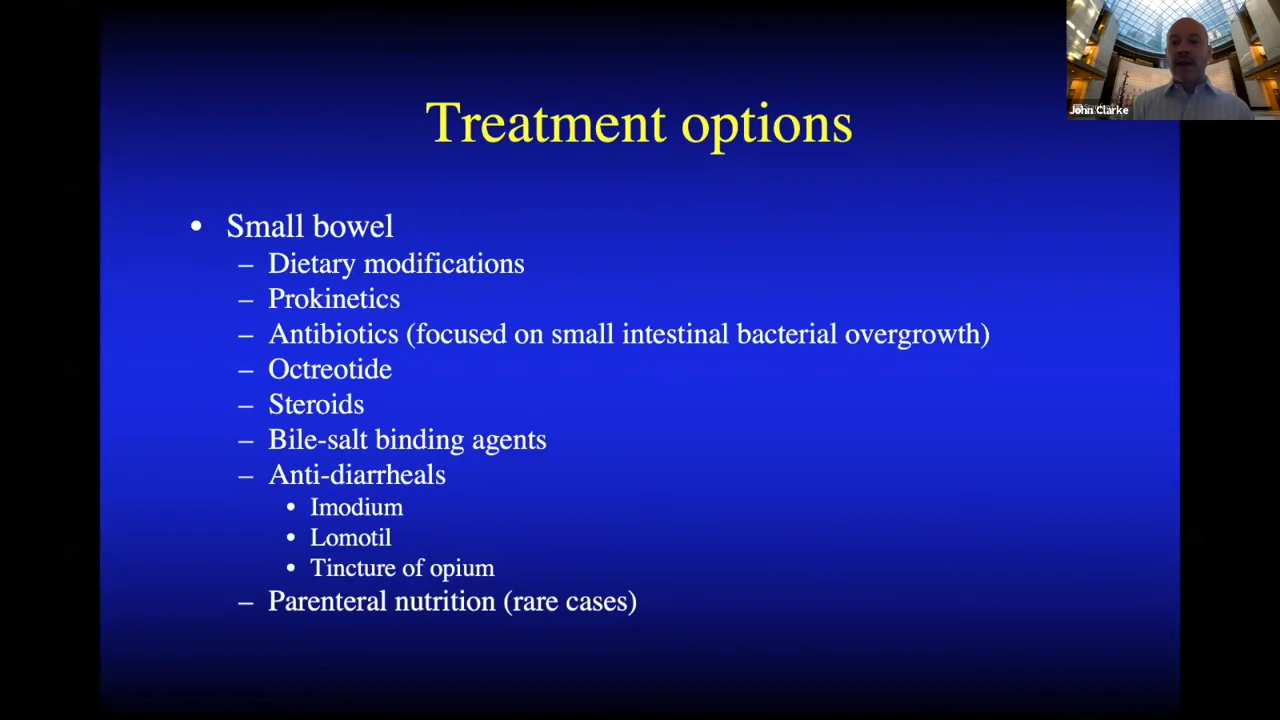 Treatment options
John Clarke
• Small bowel
– Dietary modifications
– Prokinetics
– Antibiotics (focused on small intestinal bacterial overgrowth)
– Octreotide
– Steroids
– Bile-salt binding agents
– Anti-diarrheals
• Imodium
• Lomotil
• Tincture of opium
– Parenteral nutrition (rare cases)